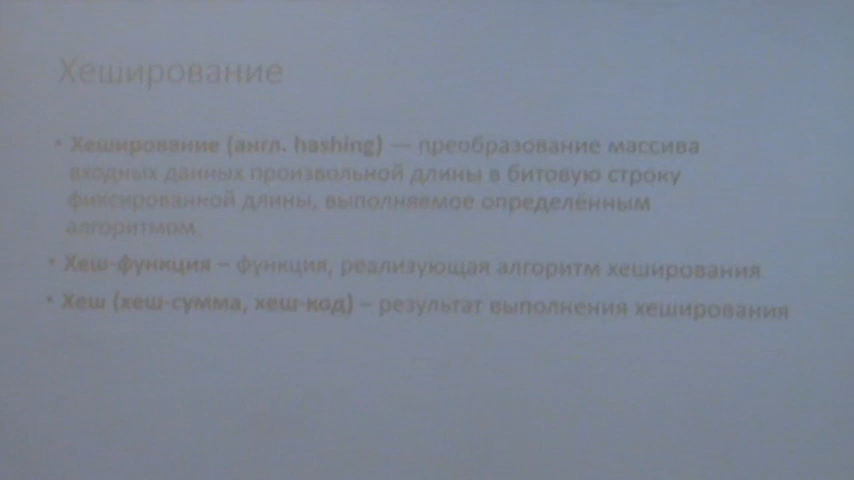 Хеширование
• Хеширование (англ. hashing) — преобразование массива
входных данных произвольной длины в битовую строку
фиксированной длины, выполняемое определённым
алгоритмом.
• Хеш-функция – функция, реализующая алгоритм хеширования
• Хеш (хеш-сумма, хеш-код) – результат выполнения хеширования